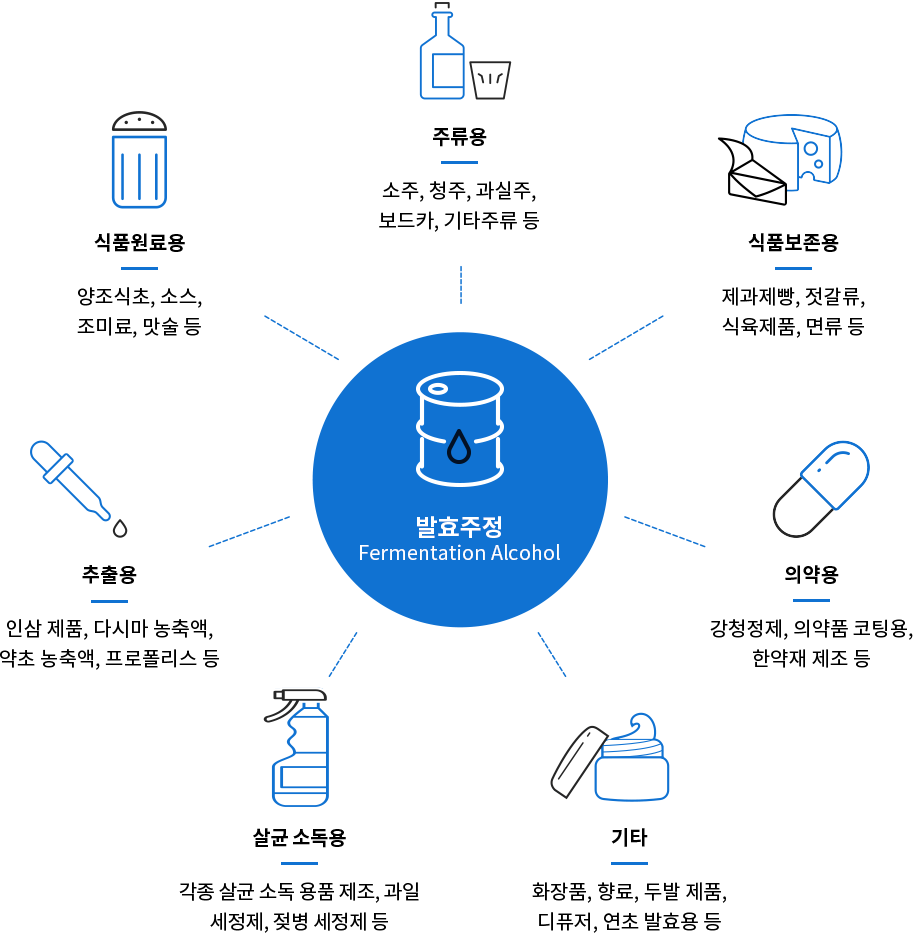 주류용
소주, 청주, 과실주,
보드카, 기타주류 등
식품원료용
양조식초, 소스,
조미료, 맛술 등
식품보존용
제과제빵, 젓갈류,
식육제품, 면류 등
발효주정
Fermentation Alcohol
추출용
인삼 제품, 다시마 농축액,
약초 농축액, 프로폴리스 등
의약용
강청정제, 의약품 코팅용,
한약재 제조 등
살균 소독용
각종 살균 소독 용품 제조, 과일
세정제, 젖병 세정제 등
기타
화장품, 향료, 두발 제품,
디퓨저, 연초 발효용 등